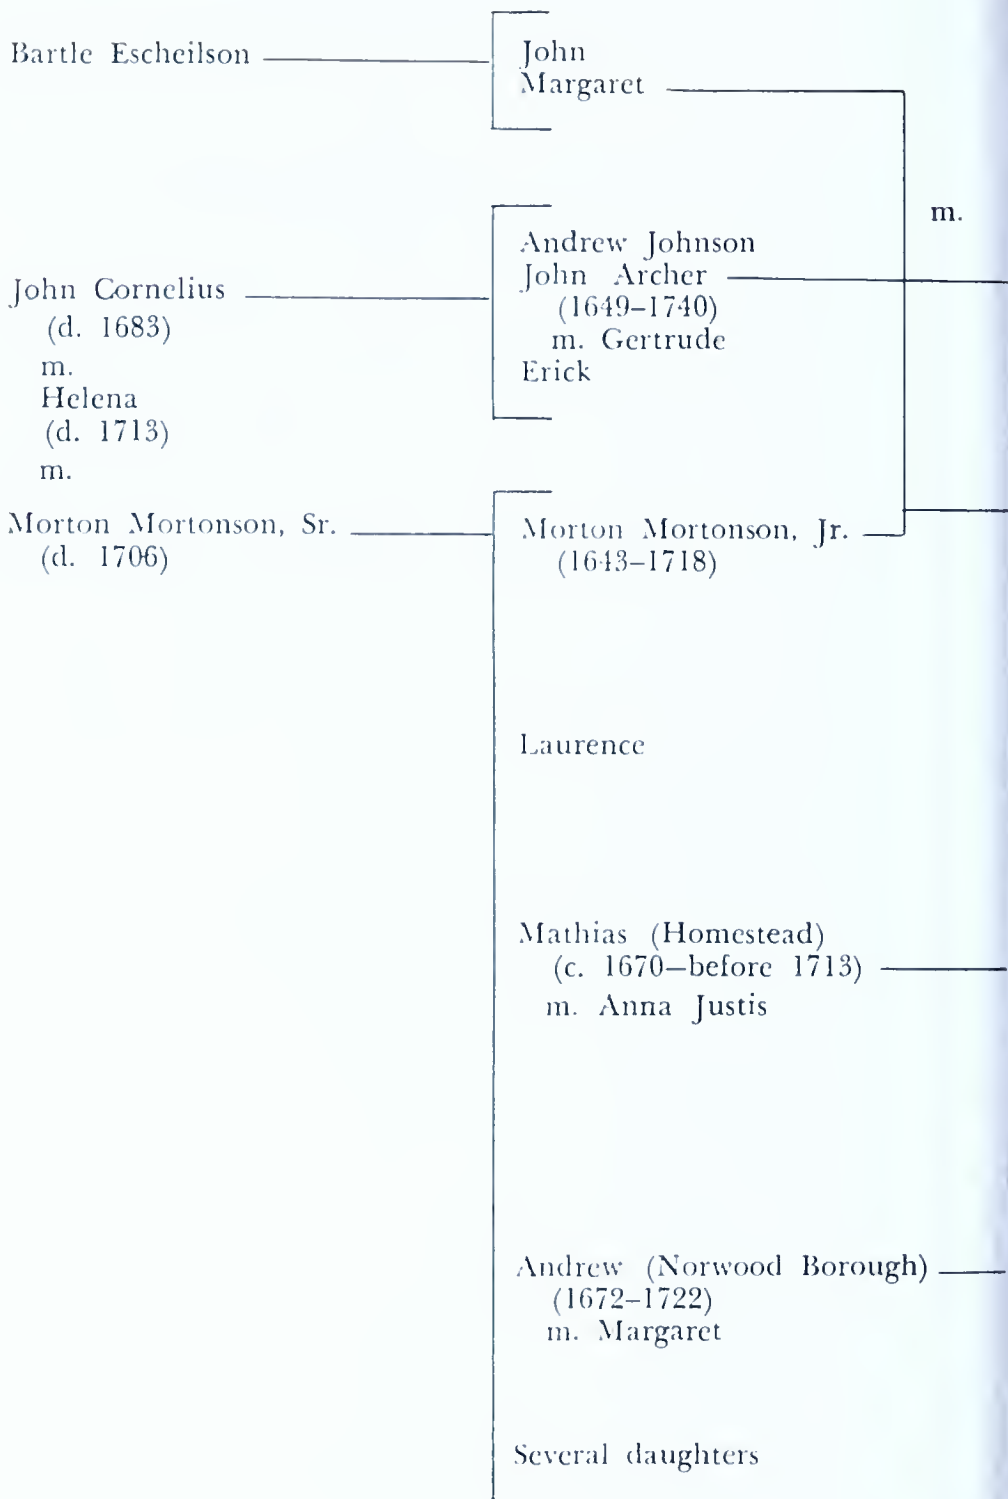 Bartle Escheilson
John
Margaret
m.
John Cornelius
(d. 1683)
m.
Helena
(d. 1713)
m.
Andrew Johnson
John Archer
(1649–1740)
m. Gertrude
Erick
Morton Mortonson, Sr.
(d. 1706)
Morton Mortonson, Jr.
(1643–1718)
Laurence
Mathias (Homestead)
(c. 1670–before 1713)
m. Anna Justis
Andrew (Norwood Borough)
(1672–1722)
m. Margaret
Several daughters